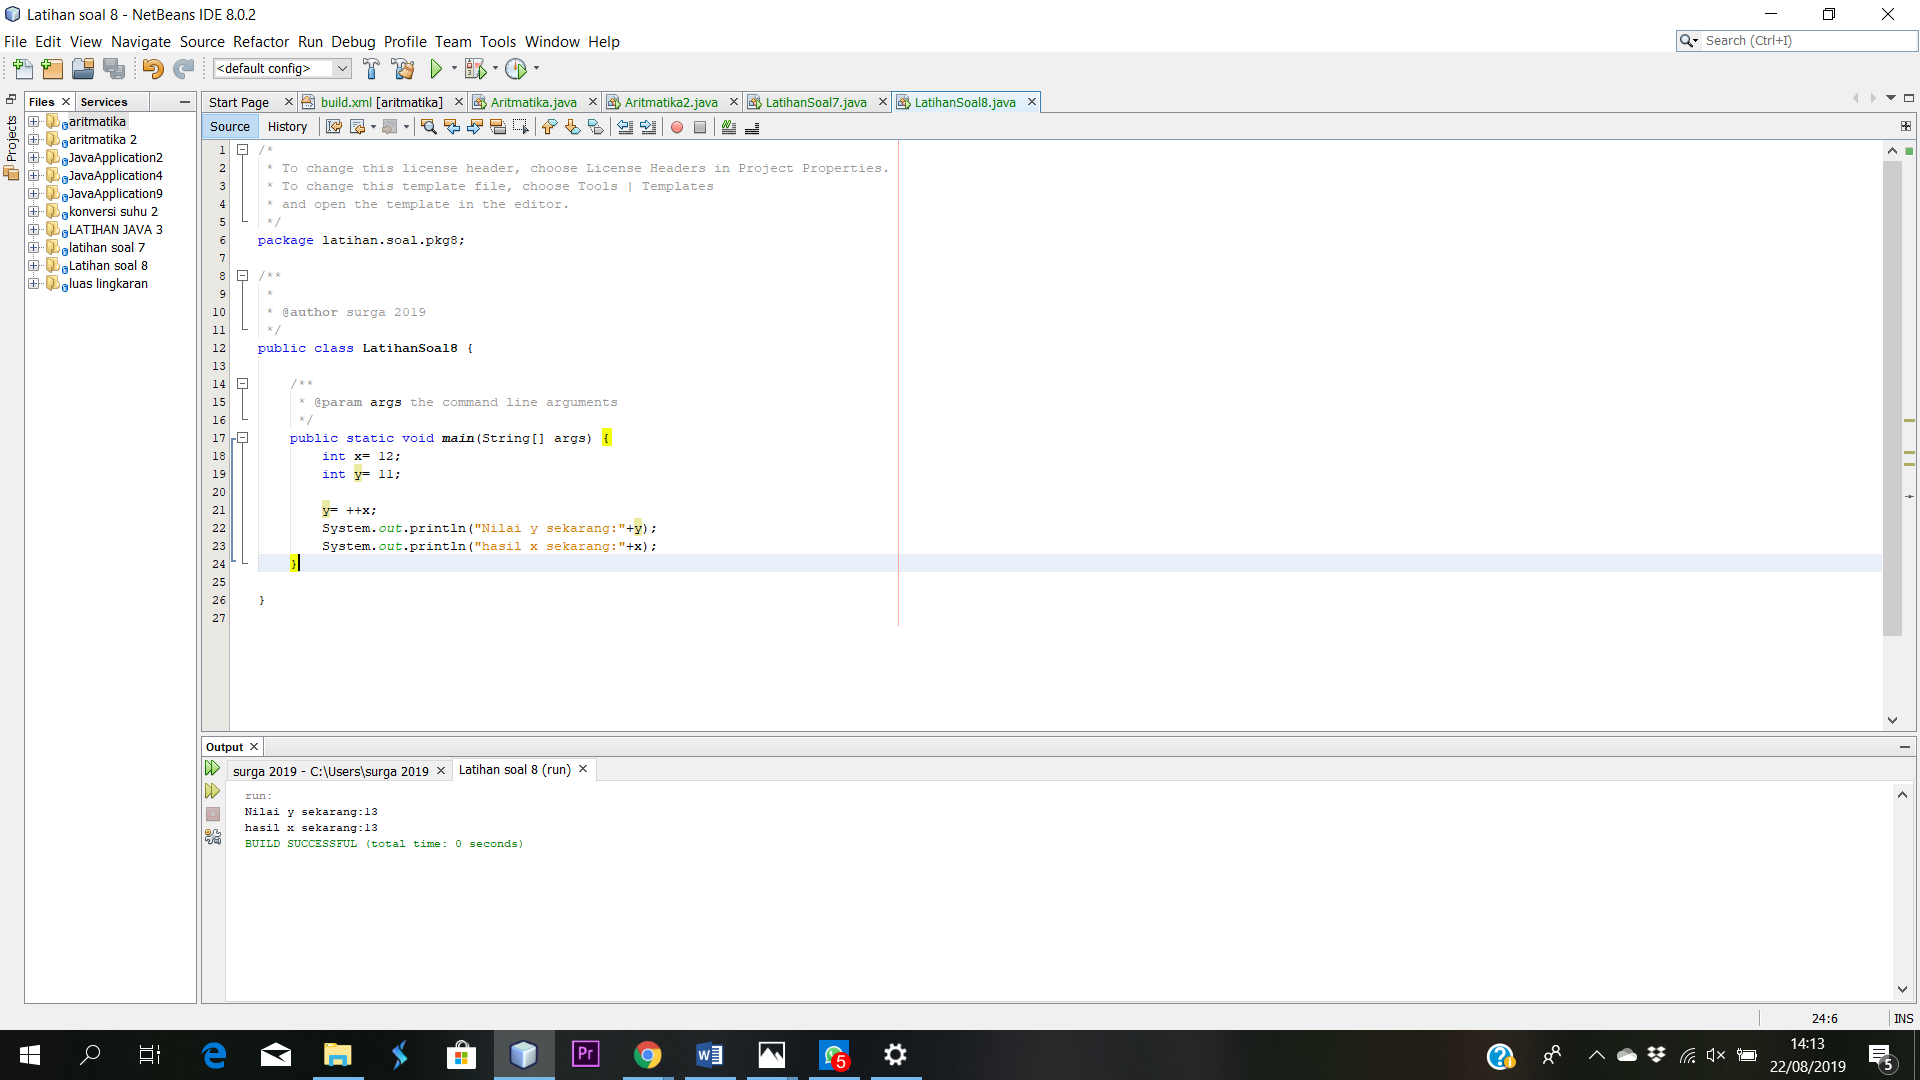 Latihan soal 8 - NetBeans IDE 8.0.2
File Edit View Navigate Source Refactor Run Debug Profile Team Tools Window Help
Search (Ctrl+I)
<default config>
Projects
Files Services
aritmatika
aritmatika 2
JavaApplication2
JavaApplication4
JavaApplication9
konversi suhu 2
LATIHAN JAVA 3
latihan soal 7
Latihan soal 8
luas lingkaran
Start Page build.xml [aritmatika] Aritmatika.java Aritmatika2.java LatihanSoal7.java LatihanSoal8.java
Source History
1 /*
2 * To change this license header, choose License Headers in Project Properties.
3 * To change this template file, choose Tools | Templates
4 * and open the template in the editor.
5 */
6 package latihan.soal.pkg8;
7
8 /**
9 *
10 * @author surga 2019
11 */
12 public class LatihanSoal8 {
13
14 /**
15 * @param args the command line arguments
16 */
17 public static void main(String[] args) {
18 int x= 12;
19 int y= 11;
20
21 y= ++x;
22 System.out.println("Nilai y sekarang:"+y);
23 System.out.println("hasil x sekarang:"+x);
24 }
25
26 }
27
Output
surga 2019 - C:\Users\surga 2019 Latihan soal 8 (run)
run:
Nilai y sekarang:13
hasil x sekarang:13
BUILD SUCCESSFUL (total time: 0 seconds)
24:6 INS
Pr
5
14:13
22/08/2019
5